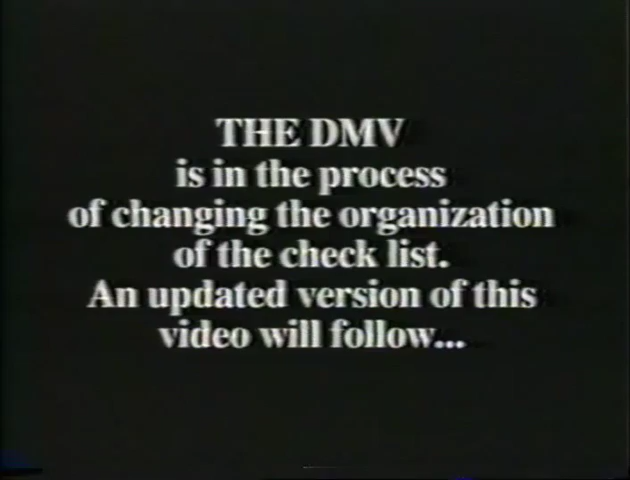 THE DMV
is in the process
of changing the organization
of the check list.
An updated version of this
video will follow...